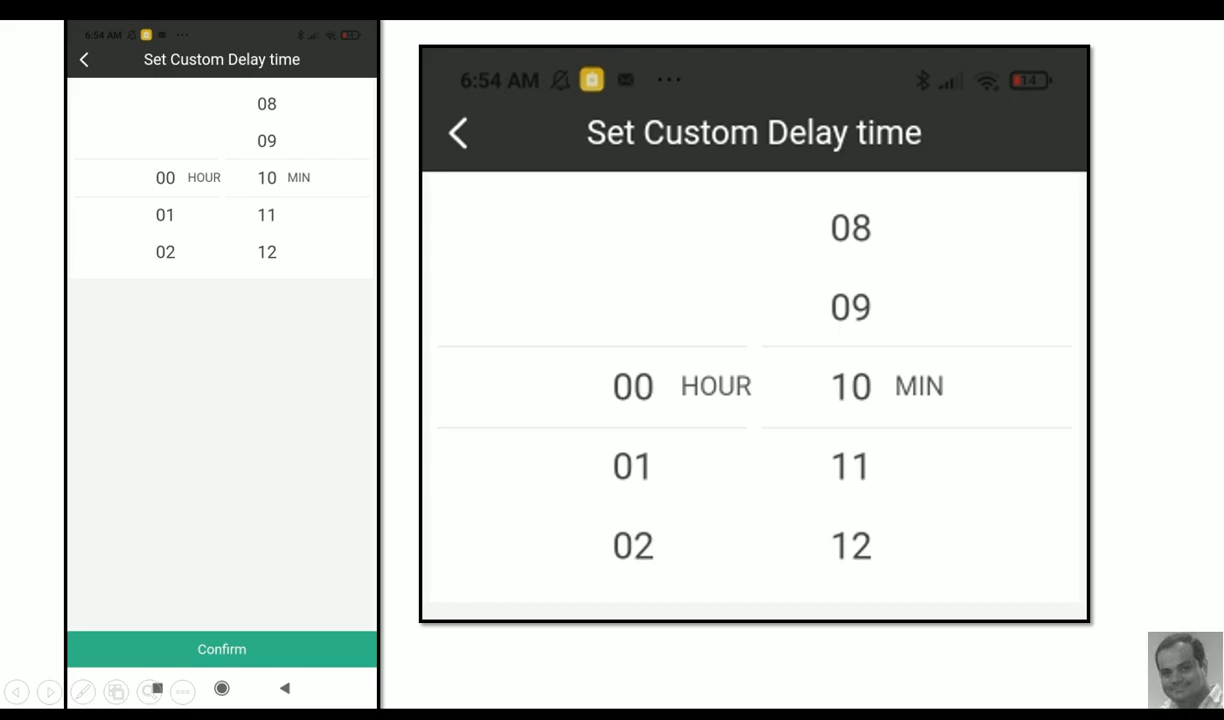 6:54 AM
Set Custom Delay time
08
09
00 HOUR 10 MIN
01 11
02 12
Confirm
6:54 AM 14
Set Custom Delay time
08
09
00 HOUR 10 MIN
01 11
02 12